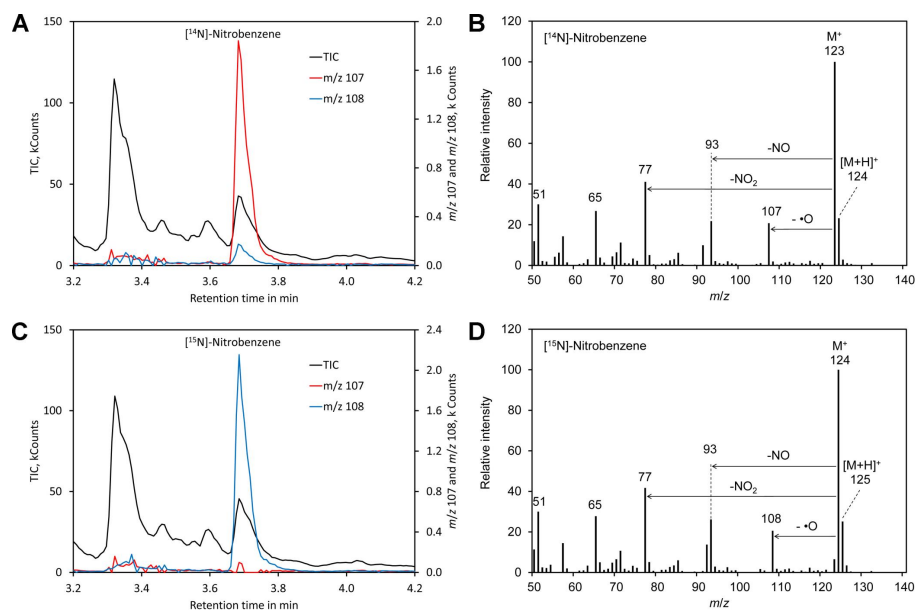 A
[¹⁴N]-Nitrobenzene
TIC
m/z 107
m/z 108
TIC, kCounts
150
100
50
0
2.0
1.6
1.2
0.8
0.4
0.0
m/z 107 and m/z 108, k Counts
3.2 3.4 3.6 3.8 4.0 4.2
Retention time in min
B
[¹⁴N]-Nitrobenzene
M⁺
123
[M+H]⁺
124
-NO
-NO₂
- •O
51
65
77
93
107
Relative intensity
120
100
80
60
40
20
0
50 60 70 80 90 100 110 120 130 140
m/z
C
[¹⁵N]-Nitrobenzene
TIC
m/z 107
m/z 108
TIC, kCounts
150
100
50
0
2.4
2.0
1.6
1.2
0.8
0.4
0.0
m/z 107 and m/z 108, k Counts
3.2 3.4 3.6 3.8 4.0 4.2
Retention time in min
D
[¹⁵N]-Nitrobenzene
M⁺
124
[M+H]⁺
125
-NO
-NO₂
- •O
51
65
77
93
108
Relative intensity
120
100
80
60
40
20
0
50 60 70 80 90 100 110 120 130 140
m/z